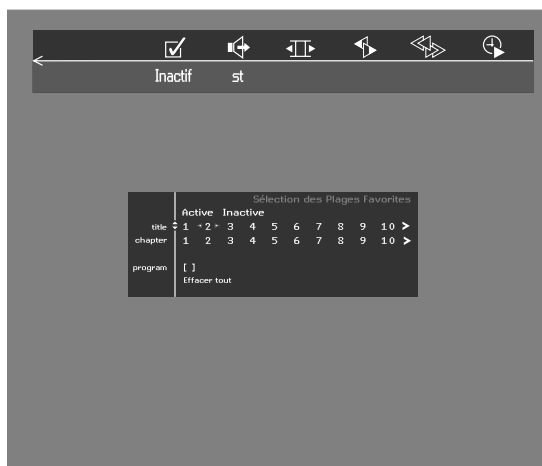 Inactif st
Sélection des Plages Favorites
Active Inactive
title 1 2 3 4 5 6 7 8 9 10 >
chapter 1 2 3 4 5 6 7 8 9 10 >
program [ ]
Effacer tout